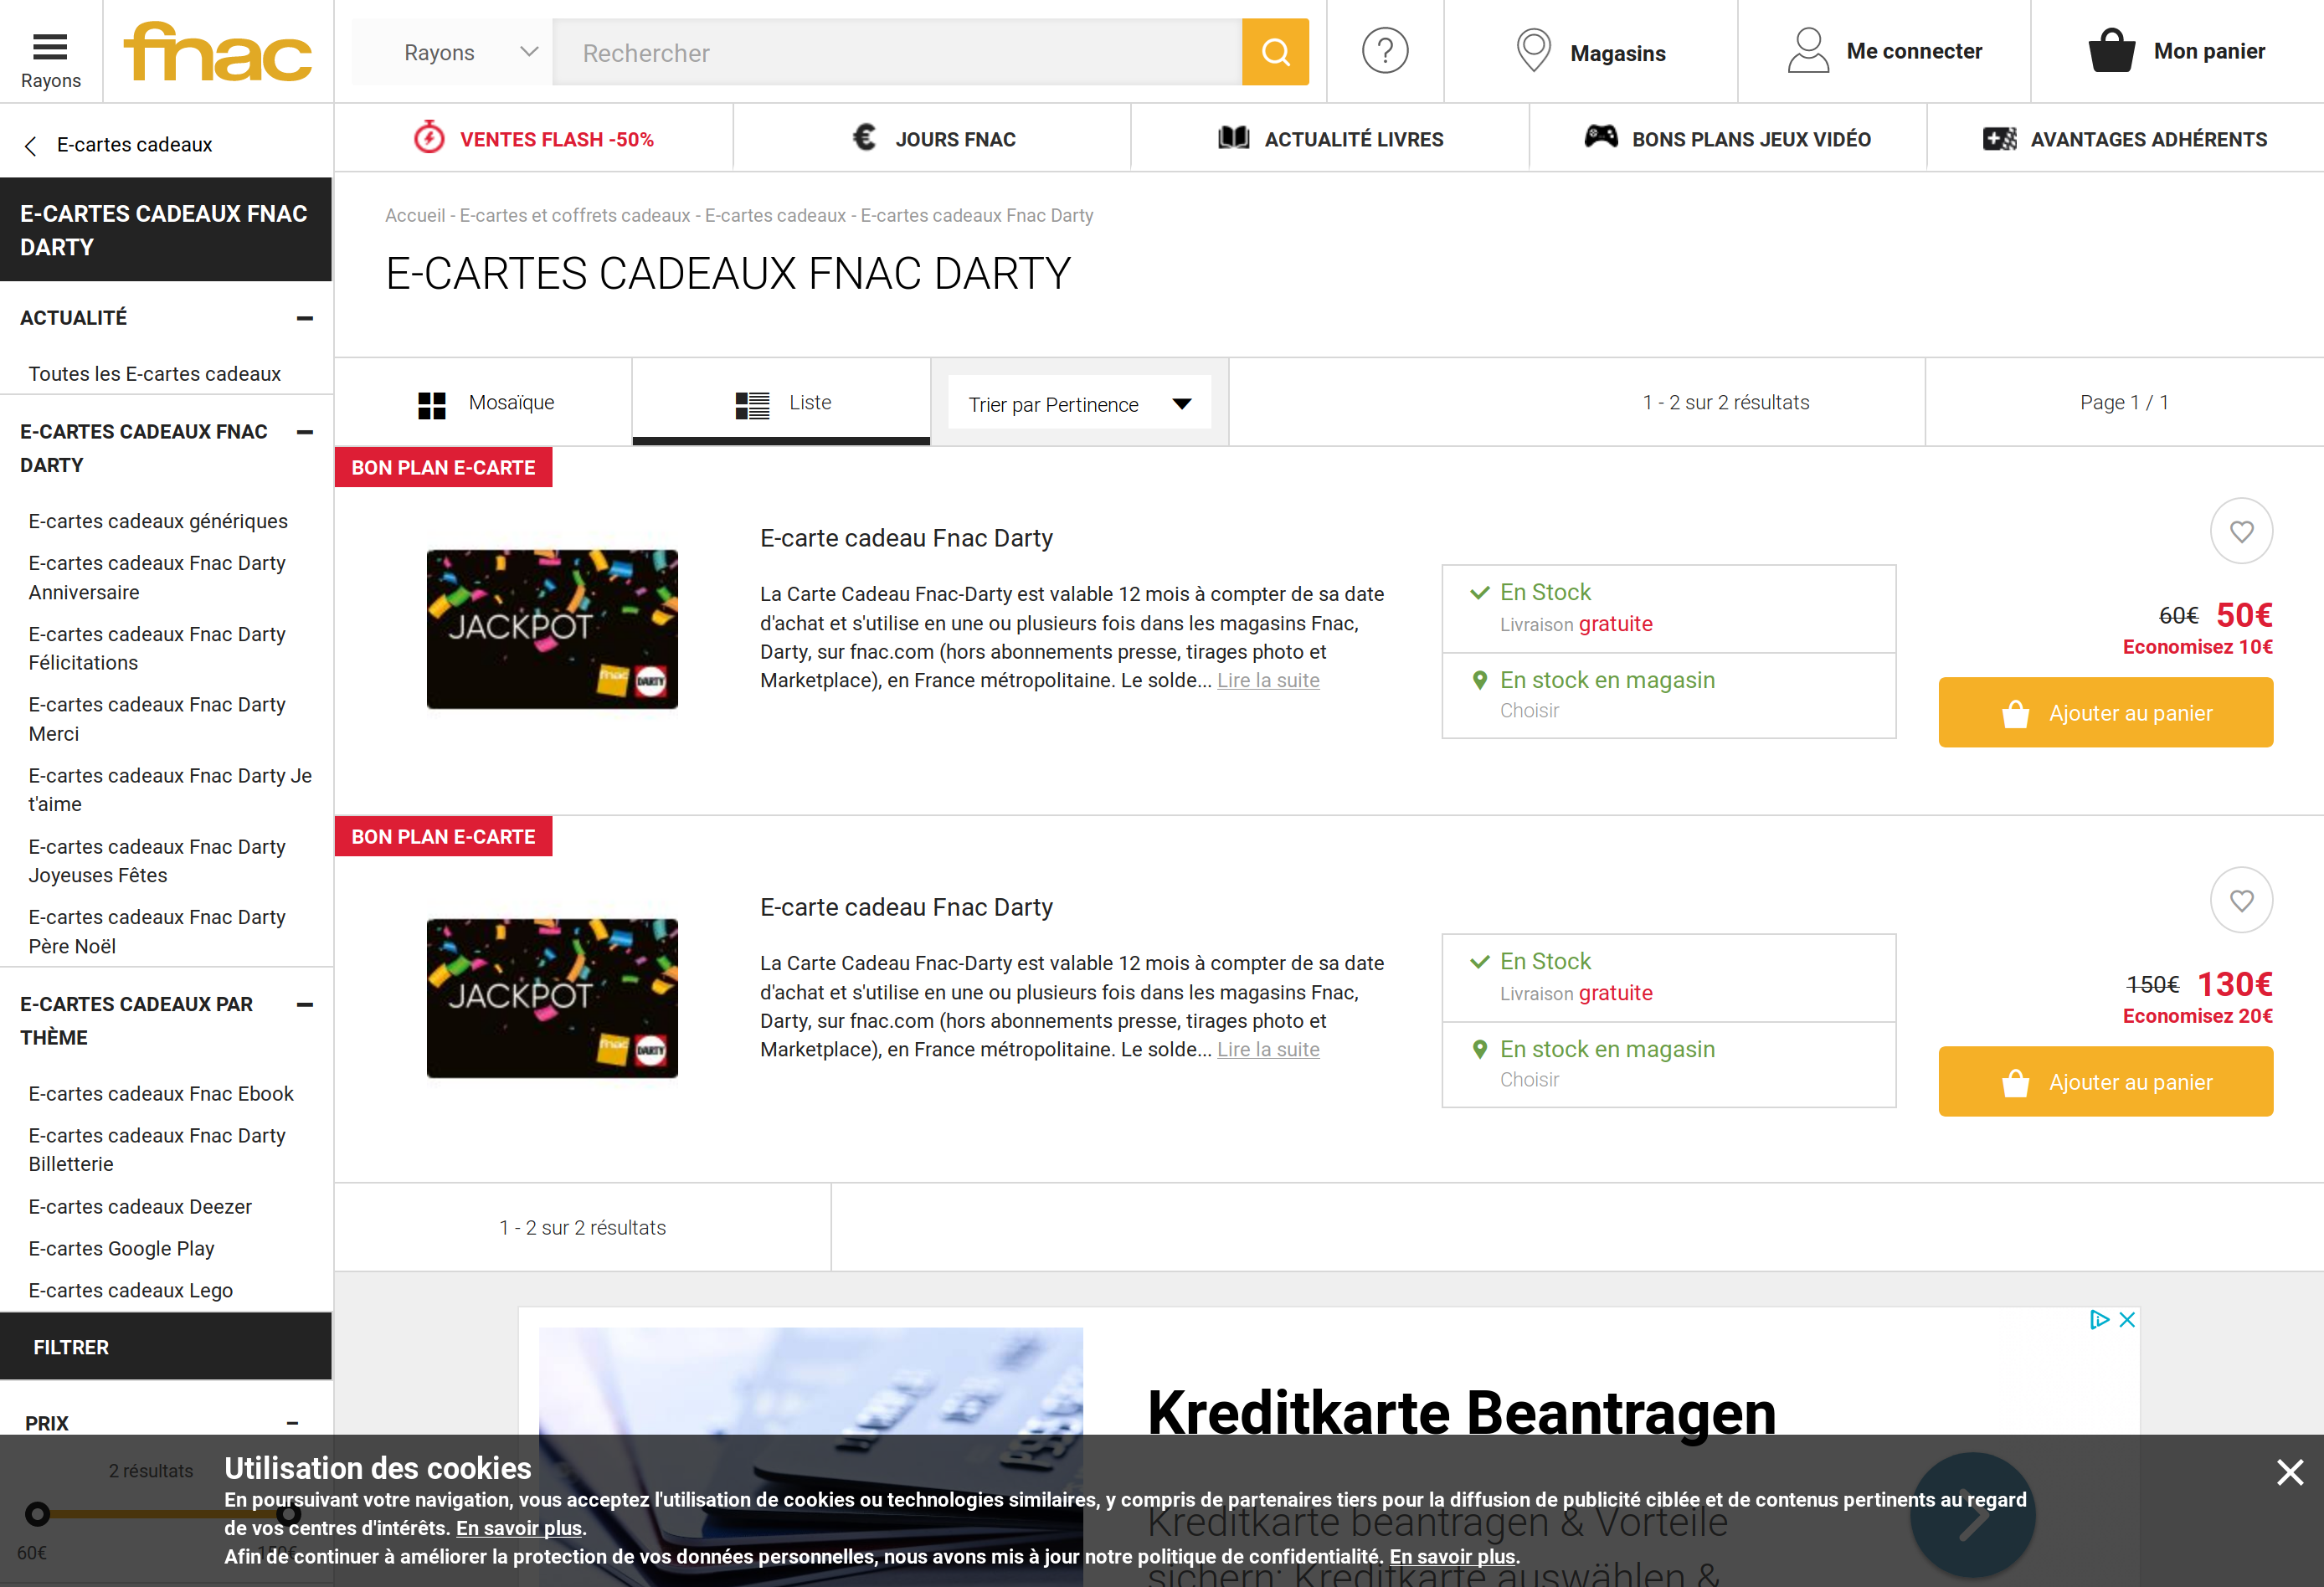 Rayons
fnac
Rayons
Rechercher
?
Magasins
Me connecter
Mon panier
E-cartes cadeaux
VENTES FLASH -50%
JOURS FNAC
ACTUALITÉ LIVRES
BONS PLANS JEUX VIDÉO
AVANTAGES ADHÉRENTS
E-CARTES CADEAUX FNAC
DARTY
ACTUALITÉ
Toutes les E-cartes cadeaux
E-CARTES CADEAUX FNAC
DARTY
E-cartes cadeaux génériques
E-cartes cadeaux Fnac Darty
Anniversaire
E-cartes cadeaux Fnac Darty
Félicitations
E-cartes cadeaux Fnac Darty
Merci
E-cartes cadeaux Fnac Darty Je
t'aime
E-cartes cadeaux Fnac Darty
Joyeuses Fêtes
E-cartes cadeaux Fnac Darty
Père Noël
E-CARTES CADEAUX PAR
THÈME
E-cartes cadeaux Fnac Ebook
E-cartes cadeaux Fnac Darty
Billetterie
E-cartes cadeaux Deezer
E-cartes Google Play
E-cartes cadeaux Lego
FILTRER
PRIX
2 résultats
60€
150€
Accueil - E-cartes et coffrets cadeaux - E-cartes cadeaux - E-cartes cadeaux Fnac Darty
E-CARTES CADEAUX FNAC DARTY
Mosaïque
Liste
Trier par Pertinence
1 - 2 sur 2 résultats
Page 1 / 1
BON PLAN E-CARTE
JACKPOT
fnac
DARTY
E-carte cadeau Fnac Darty
La Carte Cadeau Fnac-Darty est valable 12 mois à compter de sa date
d'achat et s'utilise en une ou plusieurs fois dans les magasins Fnac,
Darty, sur fnac.com (hors abonnements presse, tirages photo et
Marketplace), en France métropolitaine. Le solde... Lire la suite
En Stock
Livraison gratuite
En stock en magasin
Choisir
60€ 50€
Economisez 10€
Ajouter au panier
BON PLAN E-CARTE
JACKPOT
fnac
DARTY
E-carte cadeau Fnac Darty
La Carte Cadeau Fnac-Darty est valable 12 mois à compter de sa date
d'achat et s'utilise en une ou plusieurs fois dans les magasins Fnac,
Darty, sur fnac.com (hors abonnements presse, tirages photo et
Marketplace), en France métropolitaine. Le solde... Lire la suite
En Stock
Livraison gratuite
En stock en magasin
Choisir
150€ 130€
Economisez 20€
Ajouter au panier
1 - 2 sur 2 résultats
Kreditkarte Beantragen
Kreditkarte beantragen & Vorteile
sichern: Kreditkarte auswählen &
Utilisation des cookies
En poursuivant votre navigation, vous acceptez l'utilisation de cookies ou technologies similaires, y compris de partenaires tiers pour la diffusion de publicité ciblée et de contenus pertinents au regard
de vos centres d'intérêts. En savoir plus.
Afin de continuer à améliorer la protection de vos données personnelles, nous avons mis à jour notre politique de confidentialité. En savoir plus.